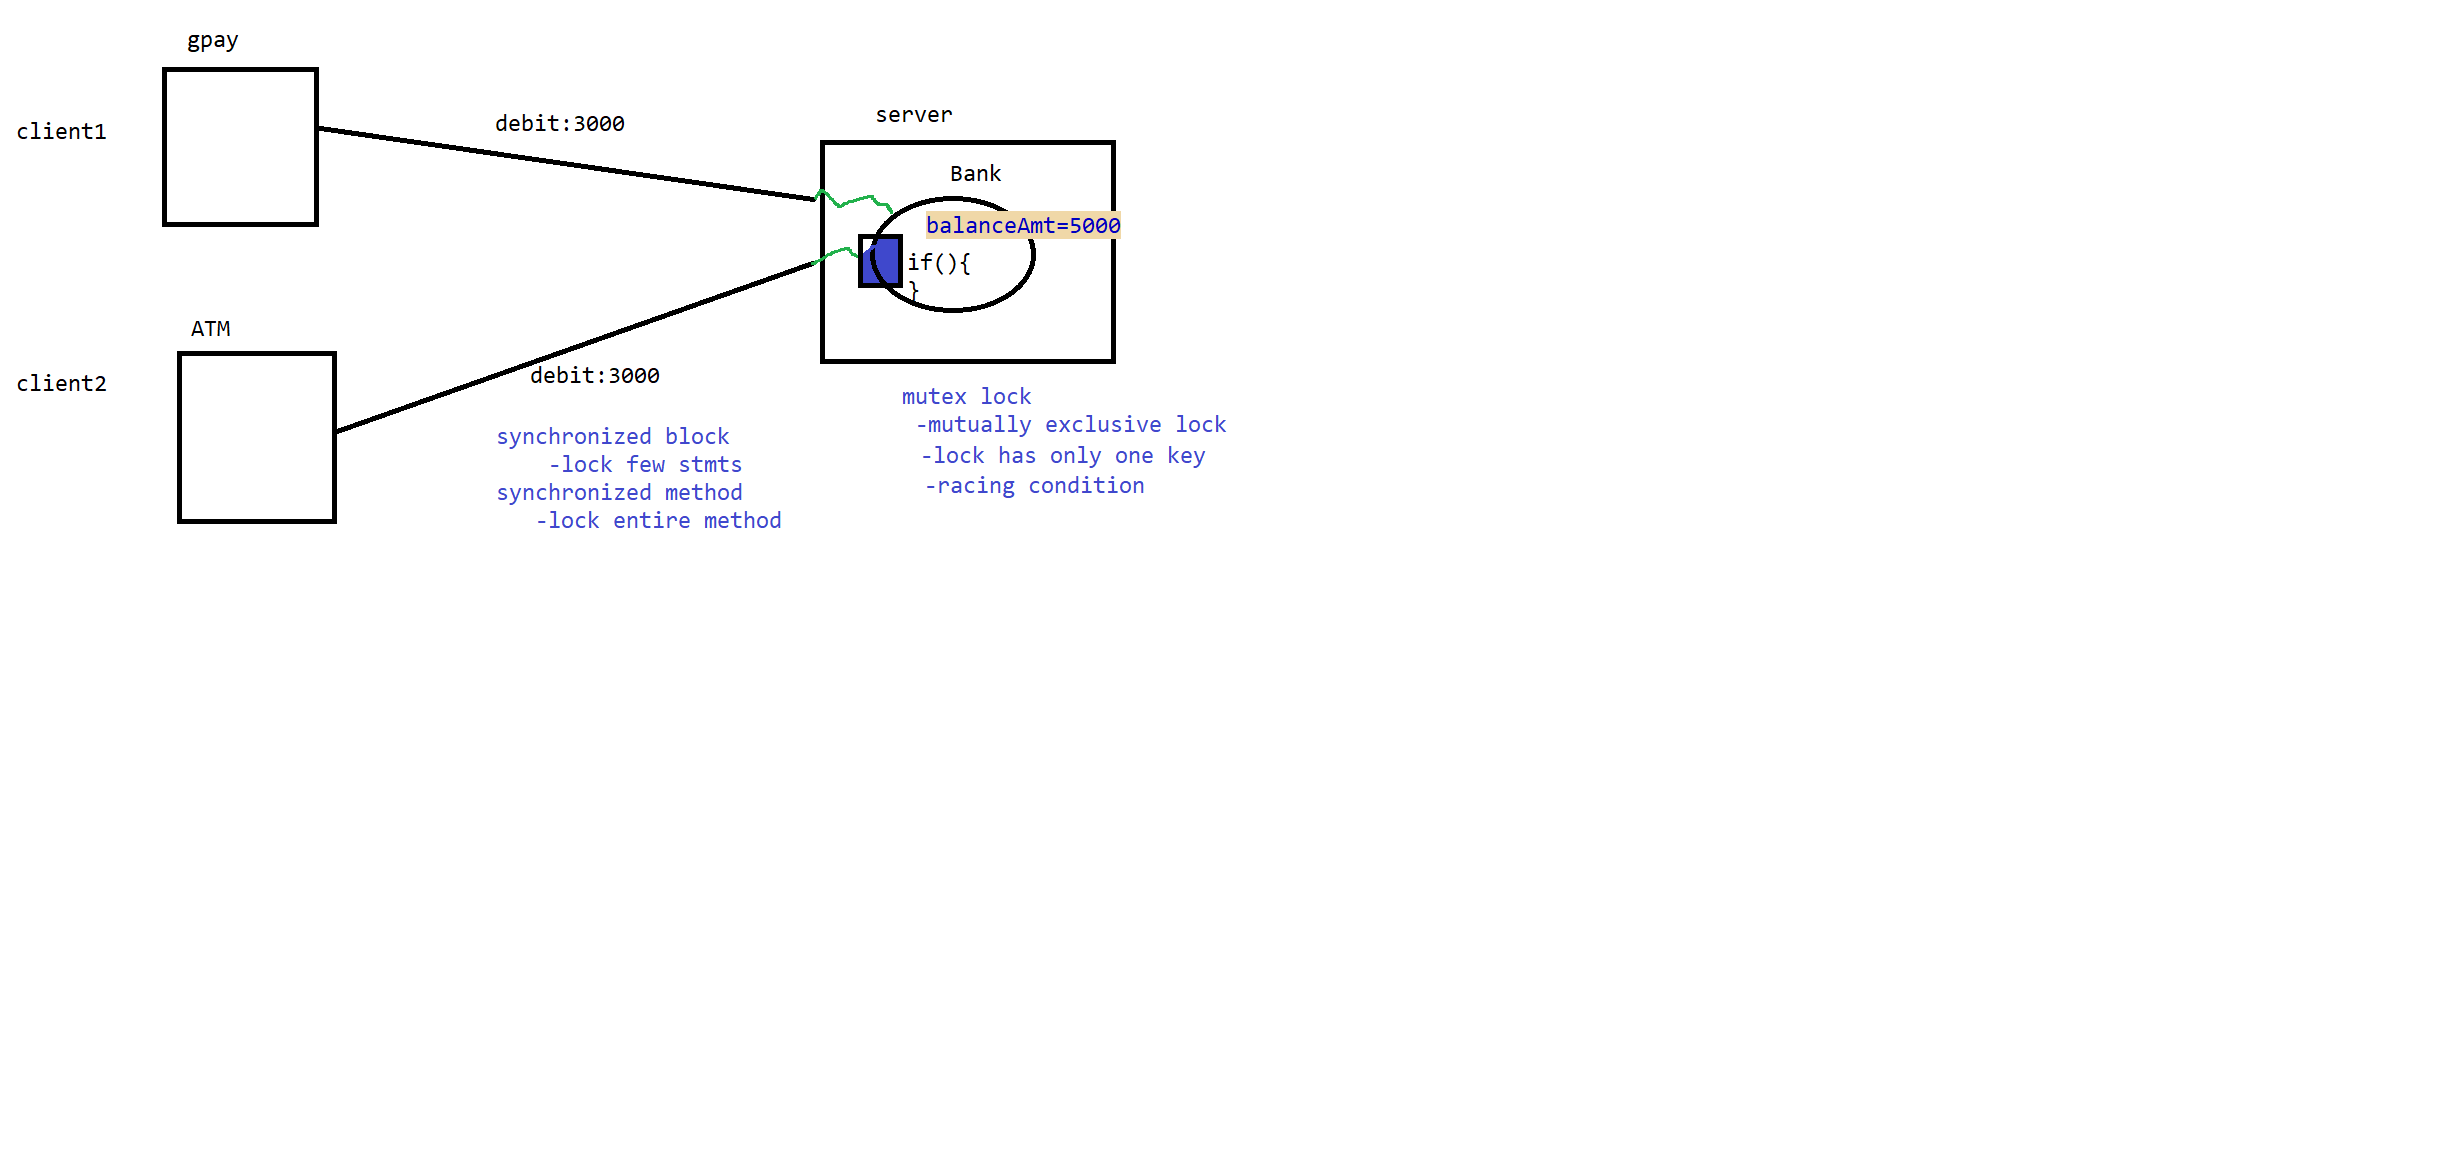 gpay
client1
debit:3000
server
Bank
balanceAmt=5000
if(){
}
ATM
client2
debit:3000
synchronized block
-lock few stmts
synchronized method
-lock entire method
mutex lock
-mutually exclusive lock
-lock has only one key
-racing condition